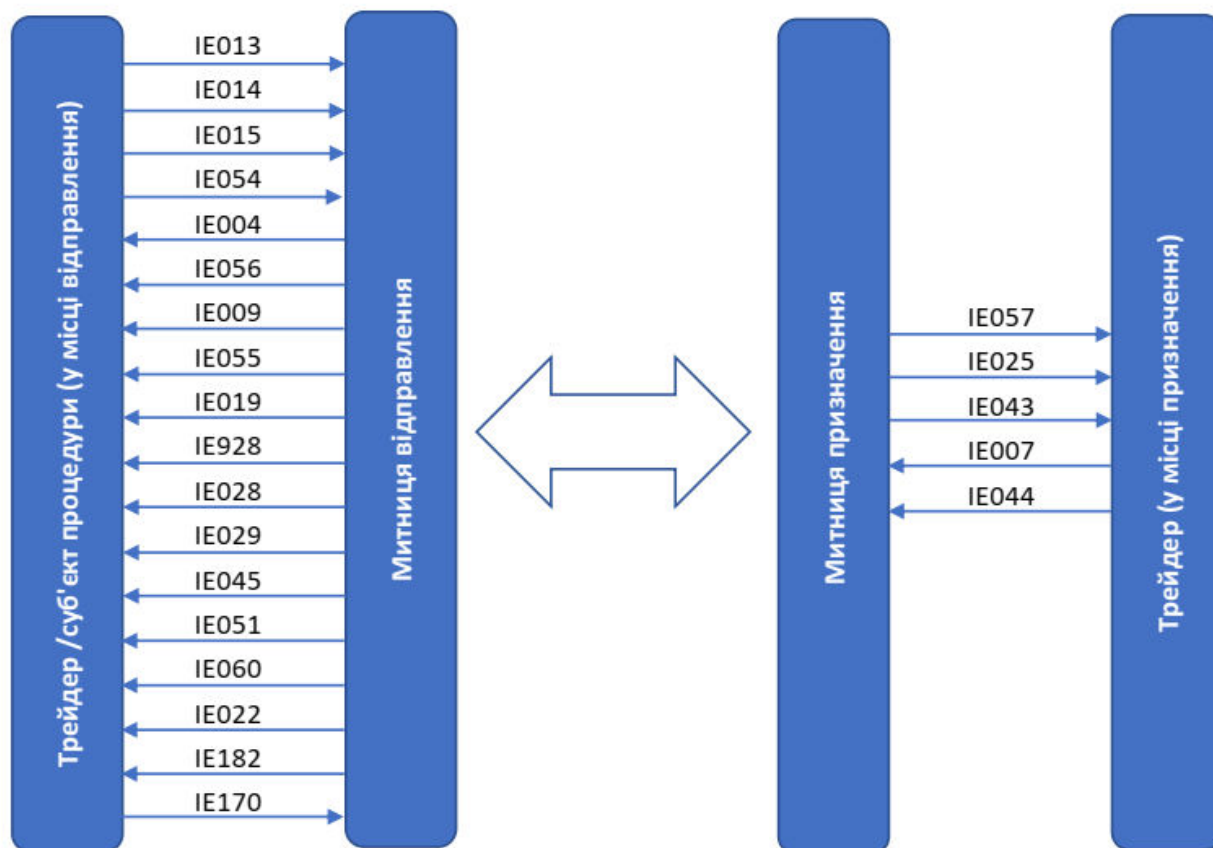 Трейдер /суб'єкт процедури (у місці відправлення)
IE013
IE014
IE015
IE054
IE004
IE056
IE009
IE055
IE019
IE928
IE028
IE029
IE045
IE051
IE060
IE022
IE182
IE170
Митниця відправлення
Митниця призначення
IE057
IE025
IE043
IE007
IE044
Трейдер (у місці призначення)